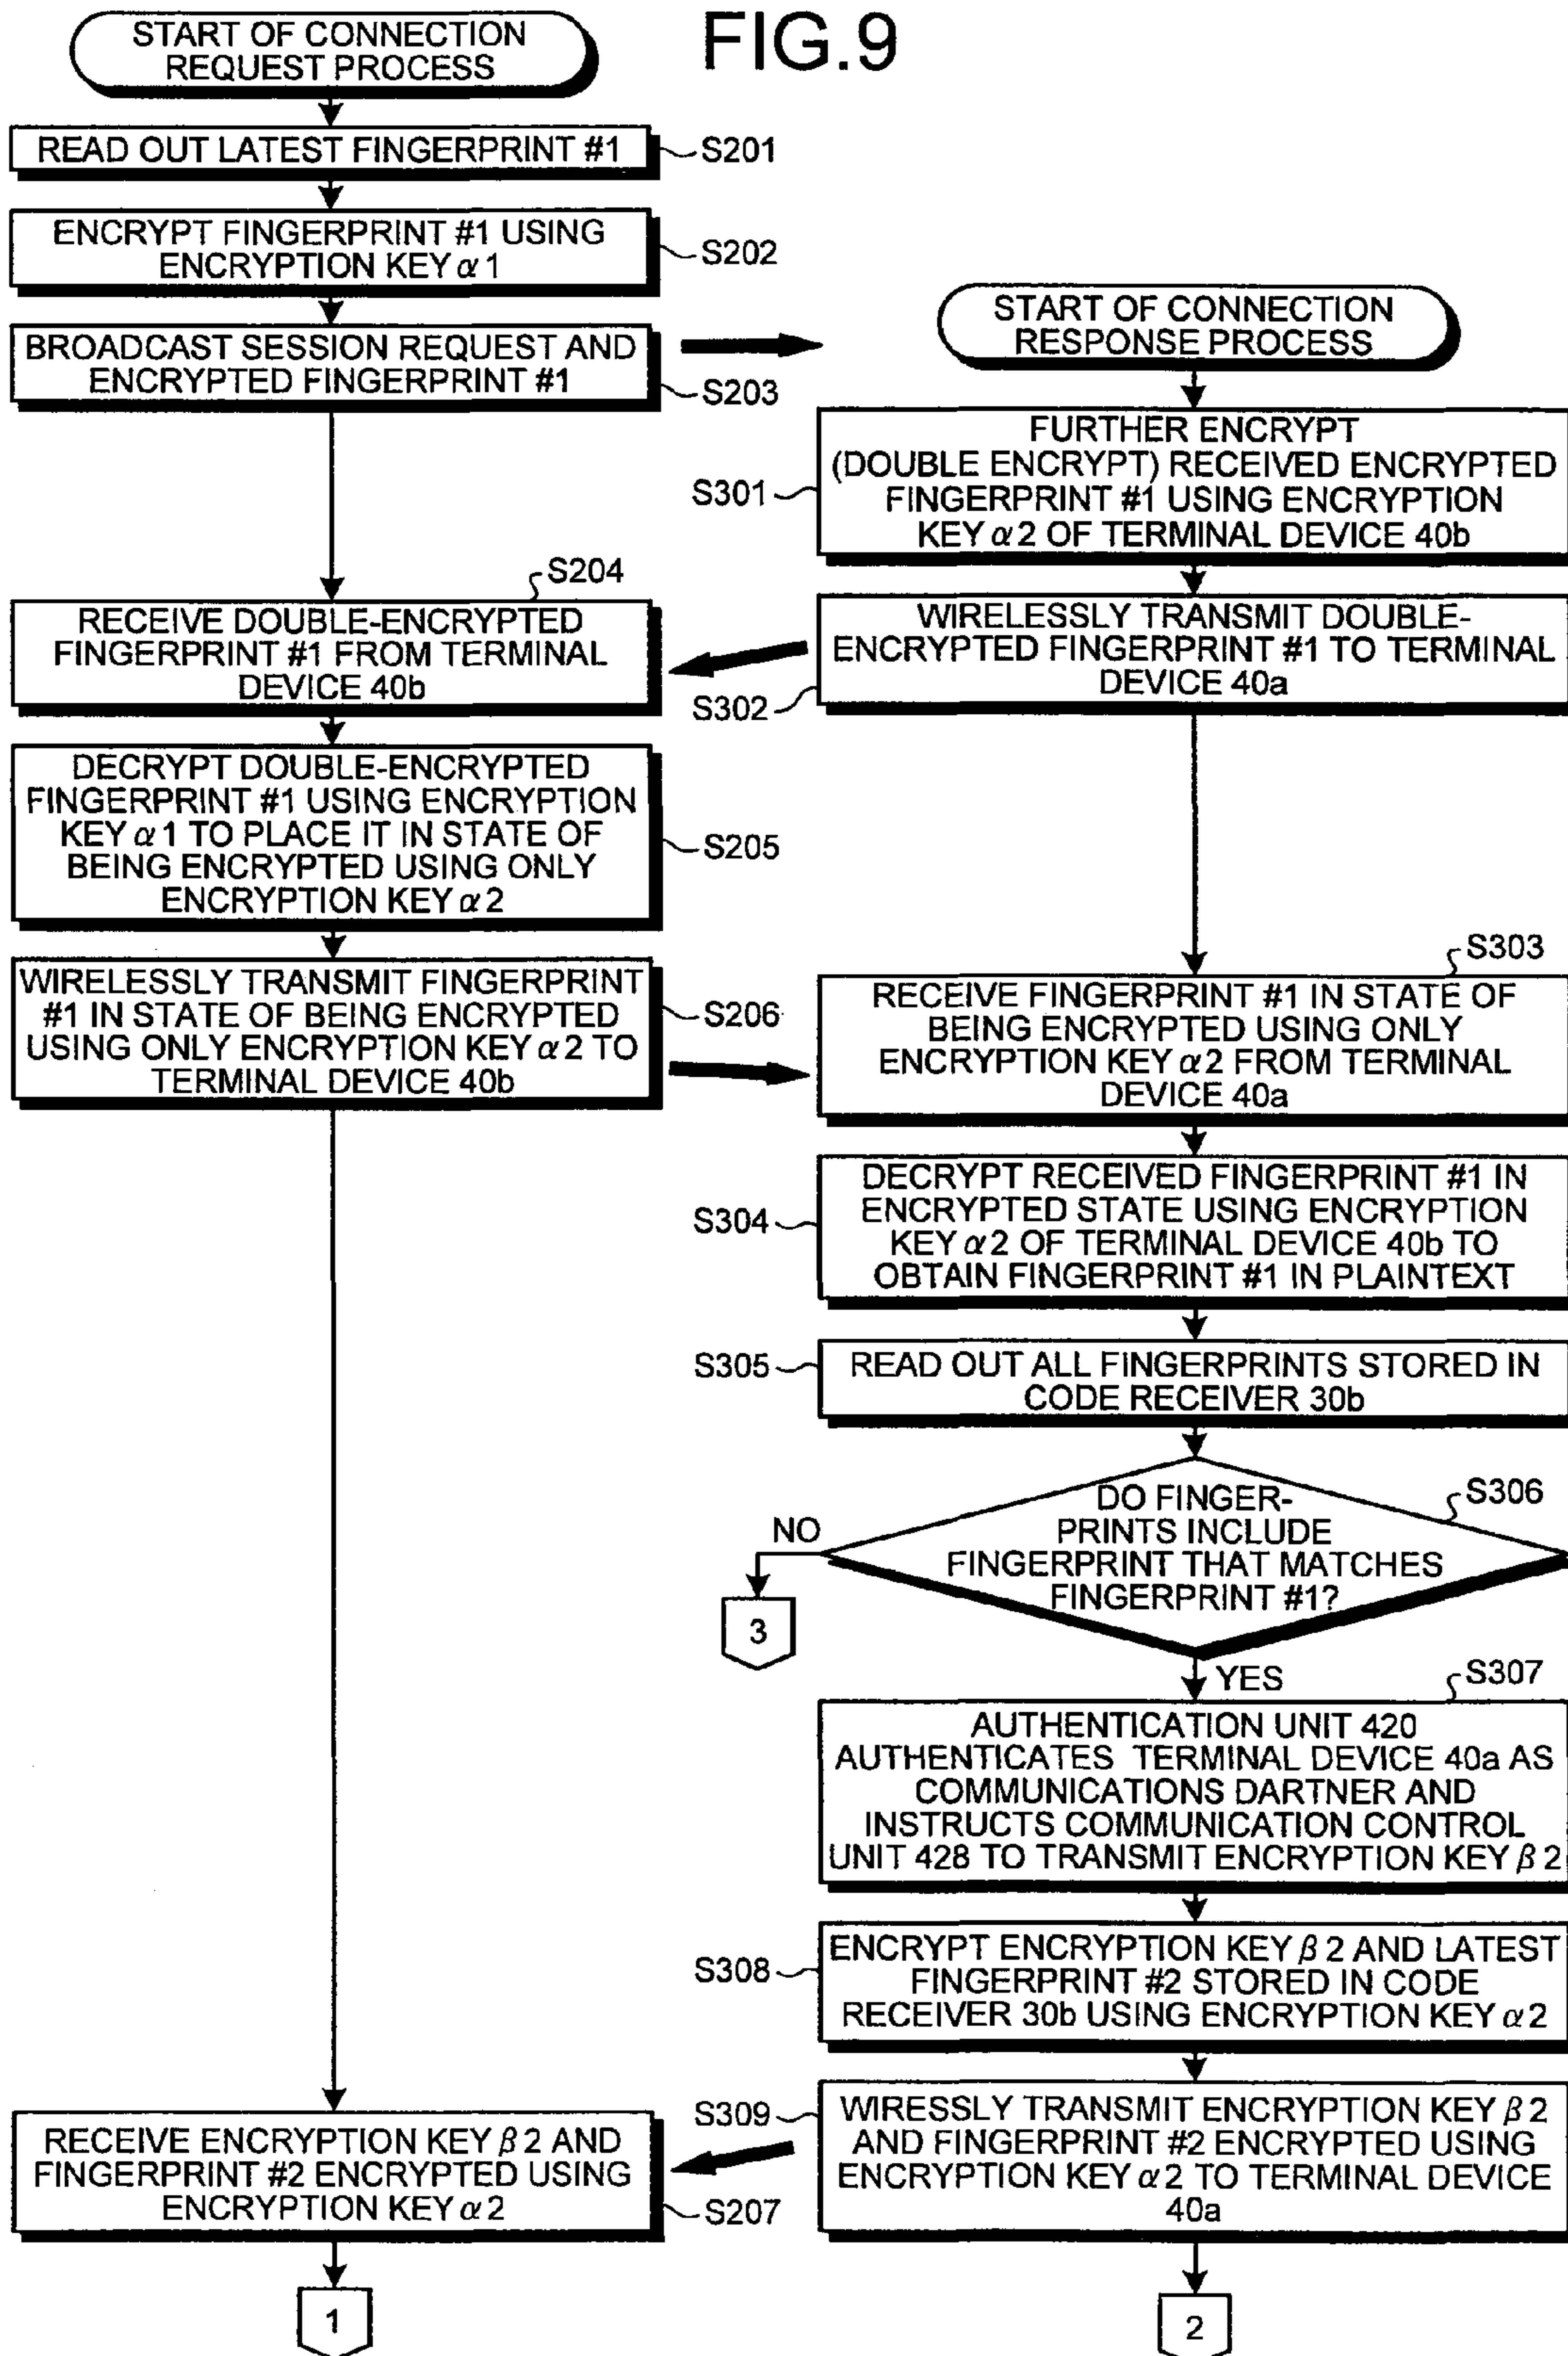 FIG.9
START OF CONNECTION
REQUEST PROCESS
READ OUT LATEST FINGERPRINT #1
S201
ENCRYPT FINGERPRINT #1 USING
ENCRYPTION KEY α1
S202
BROADCAST SESSION REQUEST AND
ENCRYPTED FINGERPRINT #1
S203
START OF CONNECTION
RESPONSE PROCESS
FURTHER ENCRYPT
(DOUBLE ENCRYPT) RECEIVED ENCRYPTED
FINGERPRINT #1 USING ENCRYPTION
KEY α2 OF TERMINAL DEVICE 40b
S301
S204
RECEIVE DOUBLE-ENCRYPTED
FINGERPRINT #1 FROM TERMINAL
DEVICE 40b
WIRELESSLY TRANSMIT DOUBLE-
ENCRYPTED FINGERPRINT #1 TO TERMINAL
DEVICE 40a
S302
DECRYPT DOUBLE-ENCRYPTED
FINGERPRINT #1 USING ENCRYPTION
KEY α1 TO PLACE IT IN STATE OF
BEING ENCRYPTED USING ONLY
ENCRYPTION KEY α2
S205
WIRELESSLY TRANSMIT FINGERPRINT
#1 IN STATE OF BEING ENCRYPTED
USING ONLY ENCRYPTION KEY α2 TO
TERMINAL DEVICE 40b
S206
S303
RECEIVE FINGERPRINT #1 IN STATE OF
BEING ENCRYPTED USING ONLY
ENCRYPTION KEY α2 FROM TERMINAL
DEVICE 40a
DECRYPT RECEIVED FINGERPRINT #1 IN
ENCRYPTED STATE USING ENCRYPTION
KEY α2 OF TERMINAL DEVICE 40b TO
OBTAIN FINGERPRINT #1 IN PLAINTEXT
S304
S305
READ OUT ALL FINGERPRINTS STORED IN
CODE RECEIVER 30b
S306
DO FINGER-
PRINTS INCLUDE
FINGERPRINT THAT MATCHES
FINGERPRINT #1?
NO
3
YES
S307
AUTHENTICATION UNIT 420
AUTHENTICATES TERMINAL DEVICE 40a AS
COMMUNICATIONS DARTNER AND
INSTRUCTS COMMUNICATION CONTROL
UNIT 428 TO TRANSMIT ENCRYPTION KEY β2
S308
ENCRYPT ENCRYPTION KEY β2 AND LATEST
FINGERPRINT #2 STORED IN CODE
RECEIVER 30b USING ENCRYPTION KEY α2
S309
WIRESSLY TRANSMIT ENCRYPTION KEY β2
AND FINGERPRINT #2 ENCRYPTED USING
ENCRYPTION KEY α2 TO TERMINAL DEVICE
40a
RECEIVE ENCRYPTION KEY β2 AND
FINGERPRINT #2 ENCRYPTED USING
ENCRYPTION KEY α2
S207
1
2